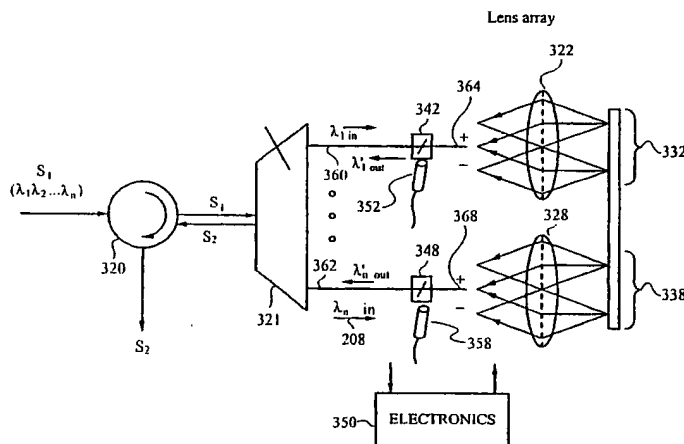 Lens array
322
342
364
λ1 in
+
332
S1
(λ1λ2...λn)
360
λ'1 out
−
352
S1
S2
320
328
368
348
362
λ'n out
+
338
321
λn in
−
208
358
S2
350
ELECTRONICS